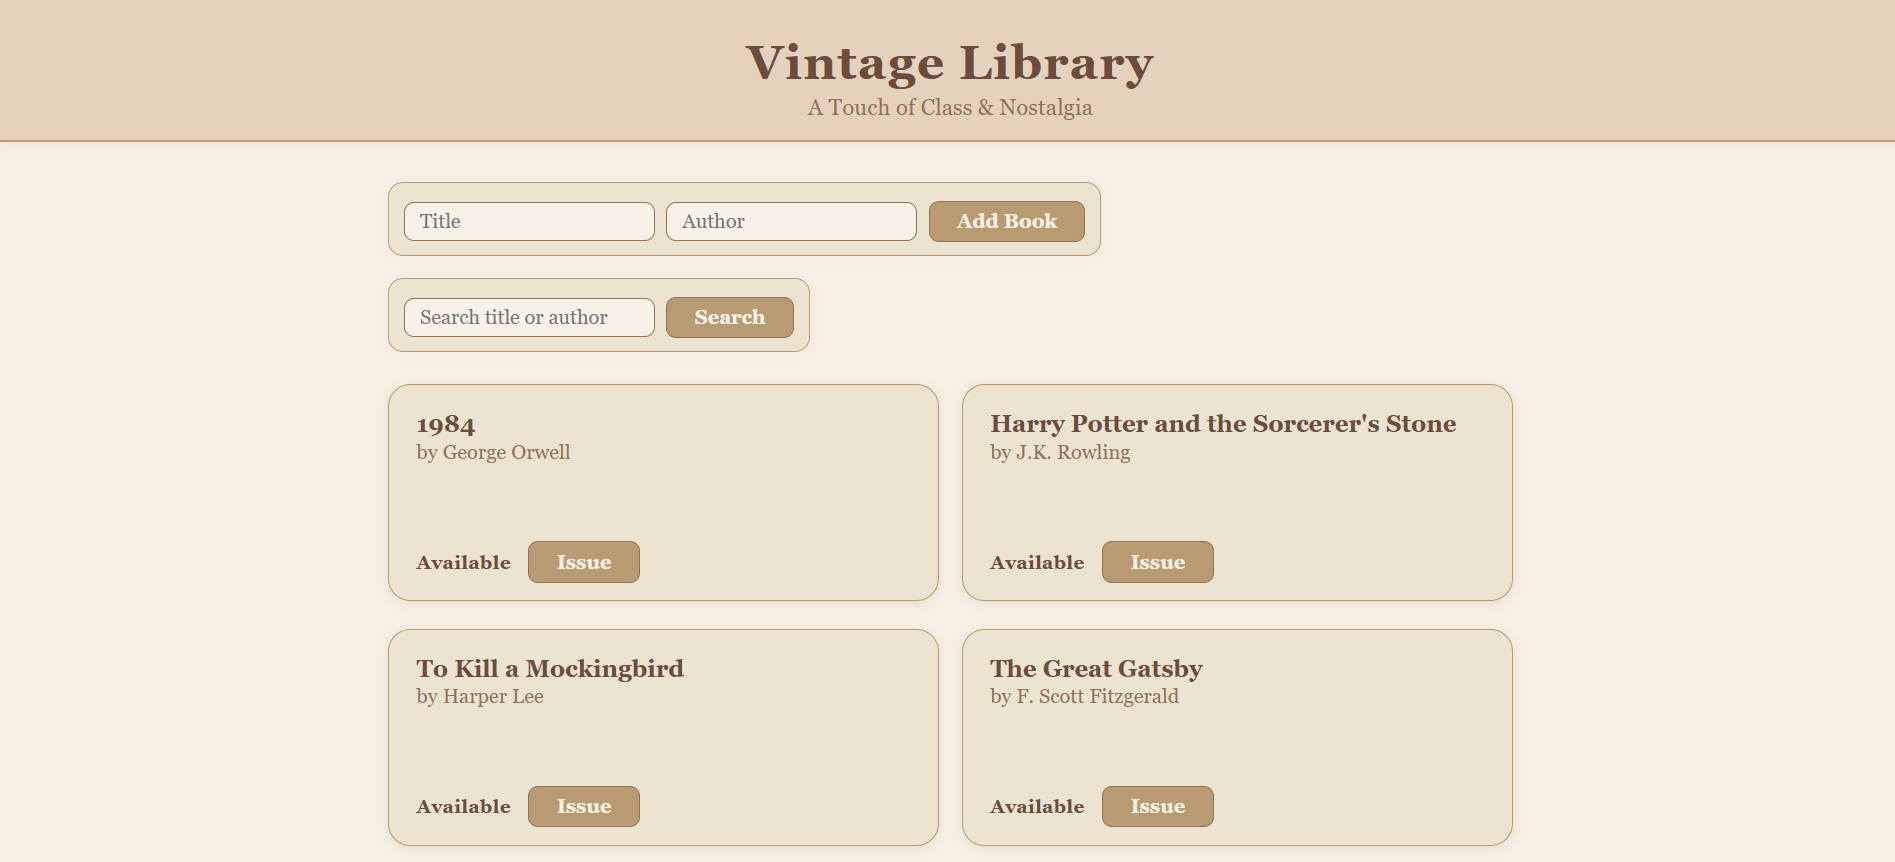 Vintage Library
A Touch of Class & Nostalgia
Title
Author
Add Book
Search title or author
Search
1984
by George Orwell
Available
Issue
Harry Potter and the Sorcerer's Stone
by J.K. Rowling
Available
Issue
To Kill a Mockingbird
by Harper Lee
Available
Issue
The Great Gatsby
by F. Scott Fitzgerald
Available
Issue